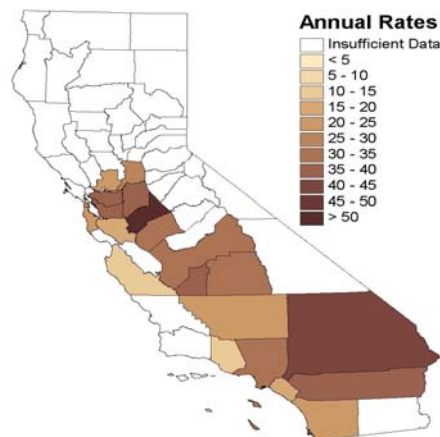 Annual Rates
Insufficient Data
< 5
5 - 10
10 - 15
15 - 20
20 - 25
25 - 30
30 - 35
35 - 40
40 - 45
45 - 50
> 50